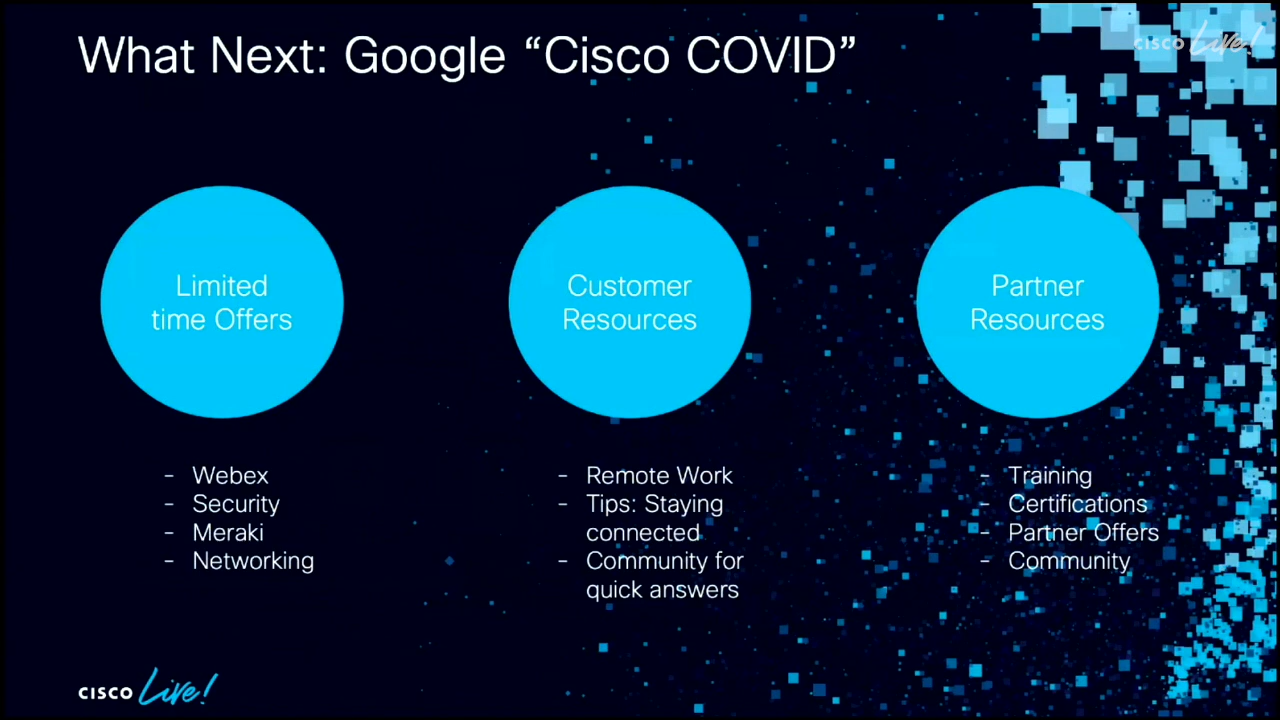 What Next: Google “Cisco COVID”
CISCO Live!
Limited
time Offers
- Webex
- Security
- Meraki
- Networking
Customer
Resources
- Remote Work
- Tips: Staying
connected
- Community for
quick answers
Partner
Resources
- Training
- Certifications
- Partner Offers
- Community
CISCO Live!